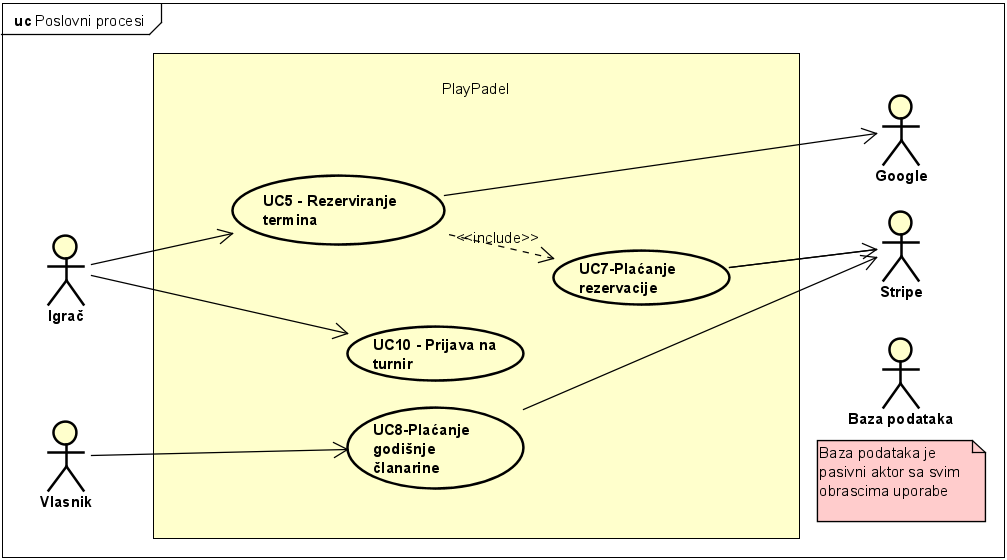 uc Poslovni procesi
PlayPadel
Google
UC5 - Rezerviranje
termina
<<include>>
UC7-Plaćanje
rezervacije
Stripe
Igrač
UC10 - Prijava na
turnir
Baza podataka
UC8-Plaćanje
godišnje
članarine
Vlasnik
Baza podataka je
pasivni aktor sa svim
obrascima uporabe